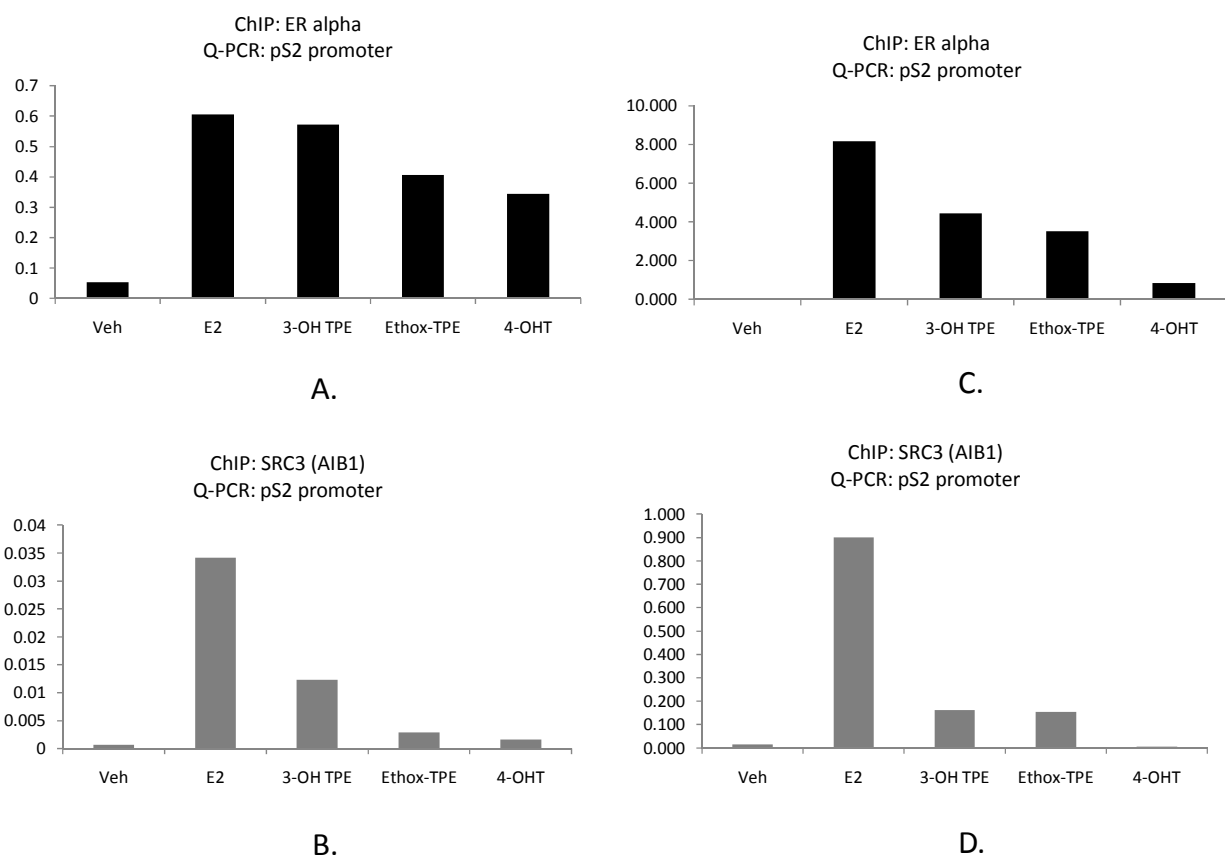 ChIP: ER alpha
Q-PCR: pS2 promoter
0.7
0.6
0.5
0.4
0.3
0.2
0.1
0
Veh E2 3-OH TPE Ethox-TPE 4-OHT
A.
ChIP: ER alpha
Q-PCR: pS2 promoter
10.000
8.000
6.000
4.000
2.000
0.000
Veh E2 3-OH TPE Ethox-TPE 4-OHT
C.
ChIP: SRC3 (AIB1)
Q-PCR: pS2 promoter
0.04
0.035
0.03
0.025
0.02
0.015
0.01
0.005
0
Veh E2 3-OH TPE Ethox-TPE 4-OHT
B.
ChIP: SRC3 (AIB1)
Q-PCR: pS2 promoter
1.000
0.900
0.800
0.700
0.600
0.500
0.400
0.300
0.200
0.100
0.000
Veh E2 3-OH TPE Ethox-TPE 4-OHT
D.